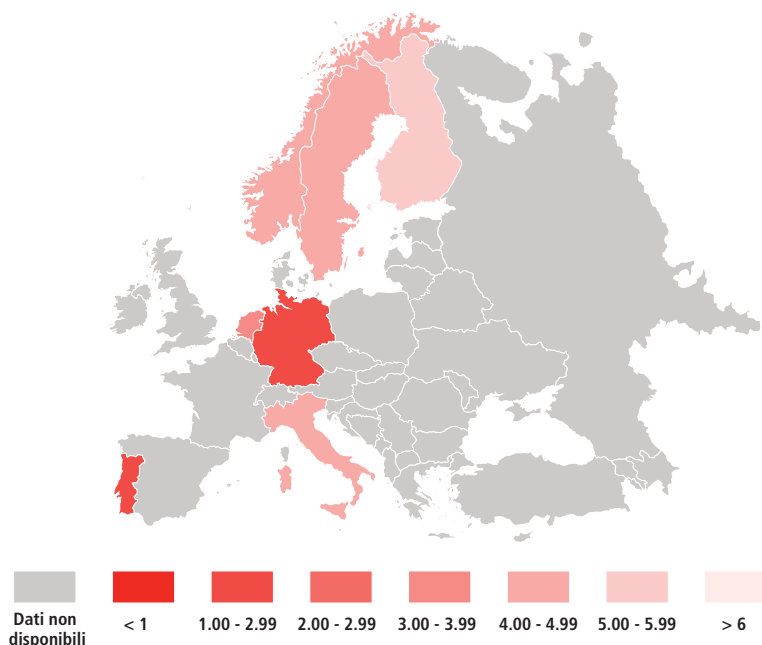 Dati non
disponibili
< 1
1.00 - 2.99
2.00 - 2.99
3.00 - 3.99
4.00 - 4.99
5.00 - 5.99
> 6